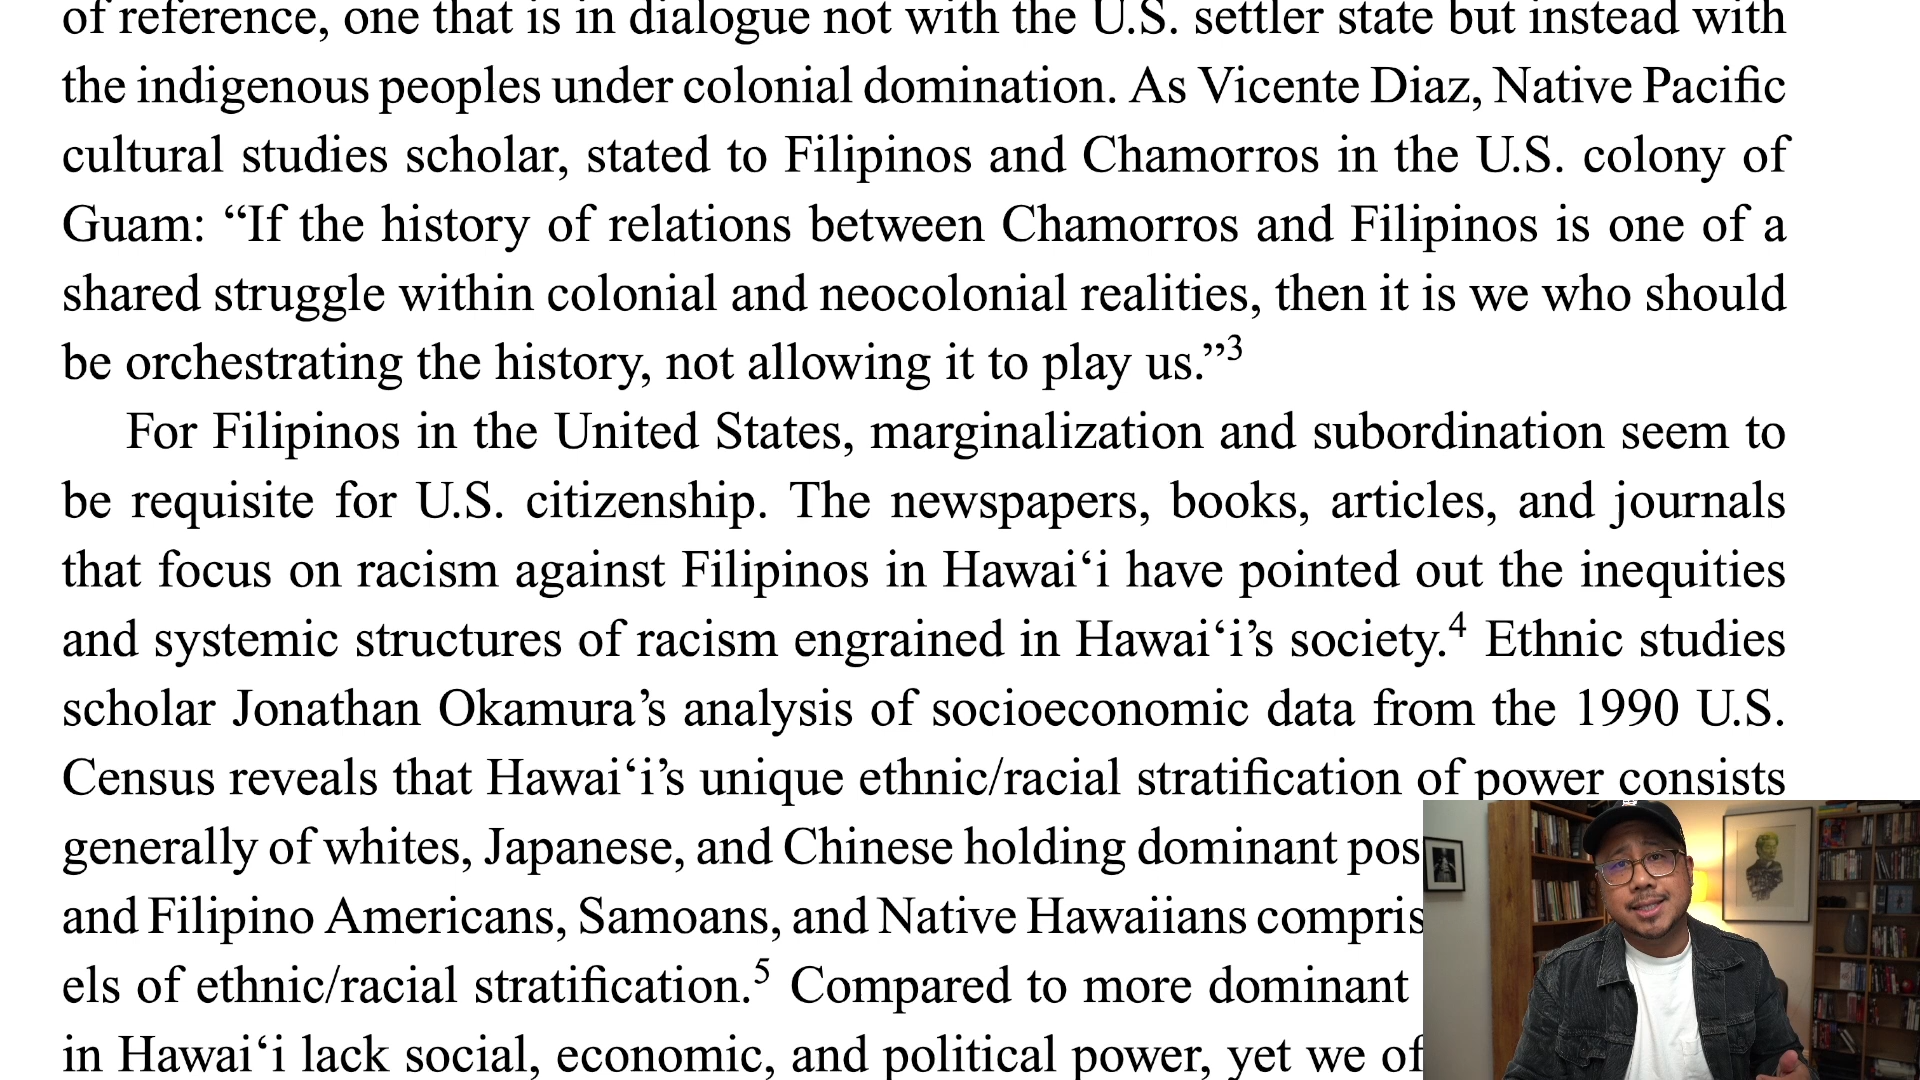 of reference, one that is in dialogue not with the U.S. settler state but instead with
the indigenous peoples under colonial domination. As Vicente Diaz, Native Pacific
cultural studies scholar, stated to Filipinos and Chamorros in the U.S. colony of
Guam: “If the history of relations between Chamorros and Filipinos is one of a
shared struggle within colonial and neocolonial realities, then it is we who should
be orchestrating the history, not allowing it to play us.”3
For Filipinos in the United States, marginalization and subordination seem to
be requisite for U.S. citizenship. The newspapers, books, articles, and journals
that focus on racism against Filipinos in Hawai‘i have pointed out the inequities
and systemic structures of racism engrained in Hawai‘i’s society.4 Ethnic studies
scholar Jonathan Okamura’s analysis of socioeconomic data from the 1990 U.S.
Census reveals that Hawai‘i’s unique ethnic/racial stratification of power consists
generally of whites, Japanese, and Chinese holding dominant pos
and Filipino Americans, Samoans, and Native Hawaiians compris
els of ethnic/racial stratification.5 Compared to more dominant
in Hawai‘i lack social, economic, and political power, yet we of